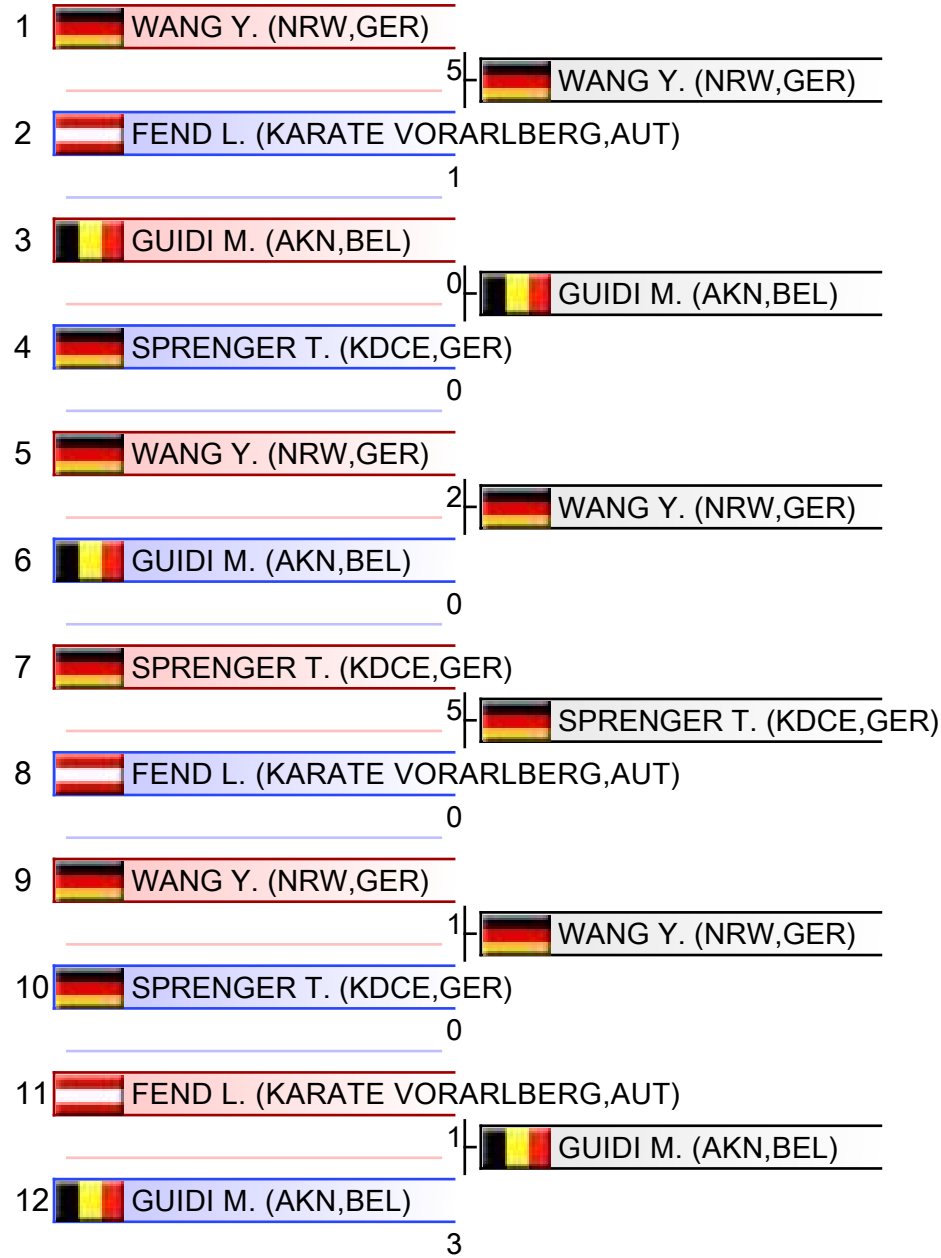 1 WANG Y. (NRW,GER)
5 WANG Y. (NRW,GER)
2 FEND L. (KARATE VORARLBERG,AUT)
1
3 GUIDI M. (AKN,BEL)
0 GUIDI M. (AKN,BEL)
4 SPRENGER T. (KDCE,GER)
0
5 WANG Y. (NRW,GER)
2 WANG Y. (NRW,GER)
6 GUIDI M. (AKN,BEL)
0
7 SPRENGER T. (KDCE,GER)
5 SPRENGER T. (KDCE,GER)
8 FEND L. (KARATE VORARLBERG,AUT)
0
9 WANG Y. (NRW,GER)
1 WANG Y. (NRW,GER)
10 SPRENGER T. (KDCE,GER)
0
11 FEND L. (KARATE VORARLBERG,AUT)
1 GUIDI M. (AKN,BEL)
12 GUIDI M. (AKN,BEL)
3